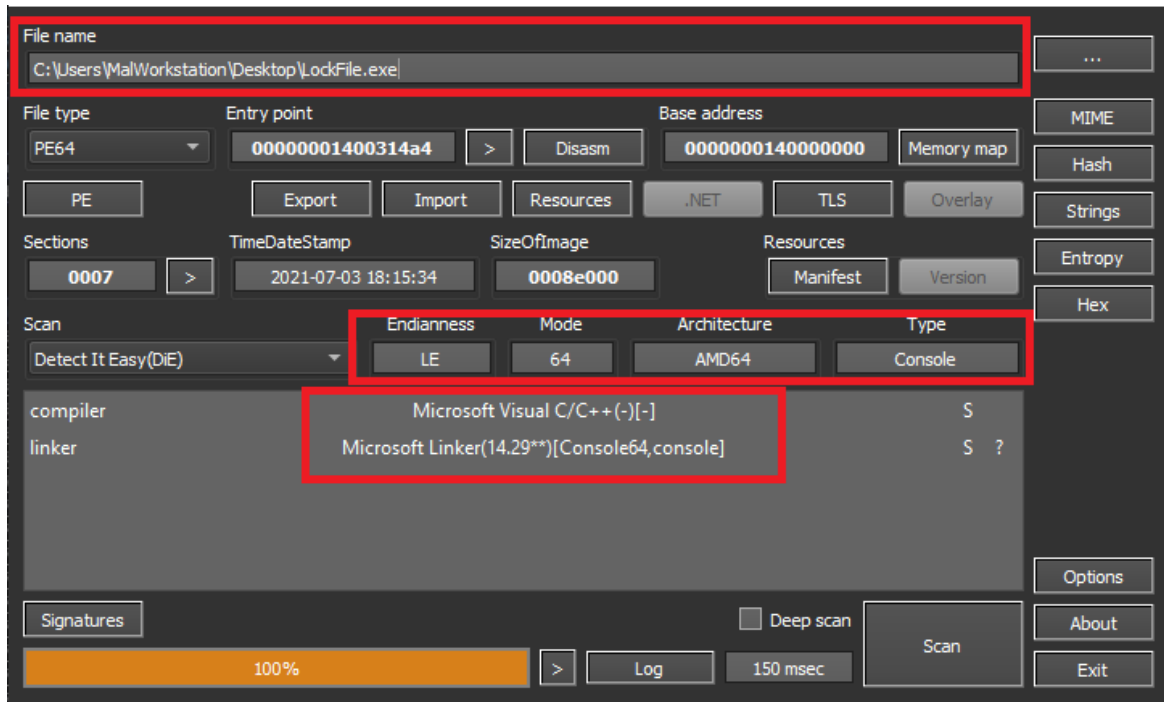 File name
C:\Users\MalWorkstation\Desktop\LockFile.exe
...
File type Entry point Base address
PE64 00000001400314a4 > Disasm 0000000140000000 Memory map
MIME
Hash
PE Export Import Resources .NET TLS Overlay
Strings
Sections TimeDateStamp SizeOfImage Resources
0007 > 2021-07-03 18:15:34 0008e000 Manifest Version
Entropy
Hex
Scan Endianness Mode Architecture Type
Detect It Easy(DiE) LE 64 AMD64 Console
compiler Microsoft Visual C/C++(-)[-] S
linker Microsoft Linker(14.29**)[Console64,console] S ?
Options
Signatures Deep scan Scan About
100% > Log 150 msec Exit